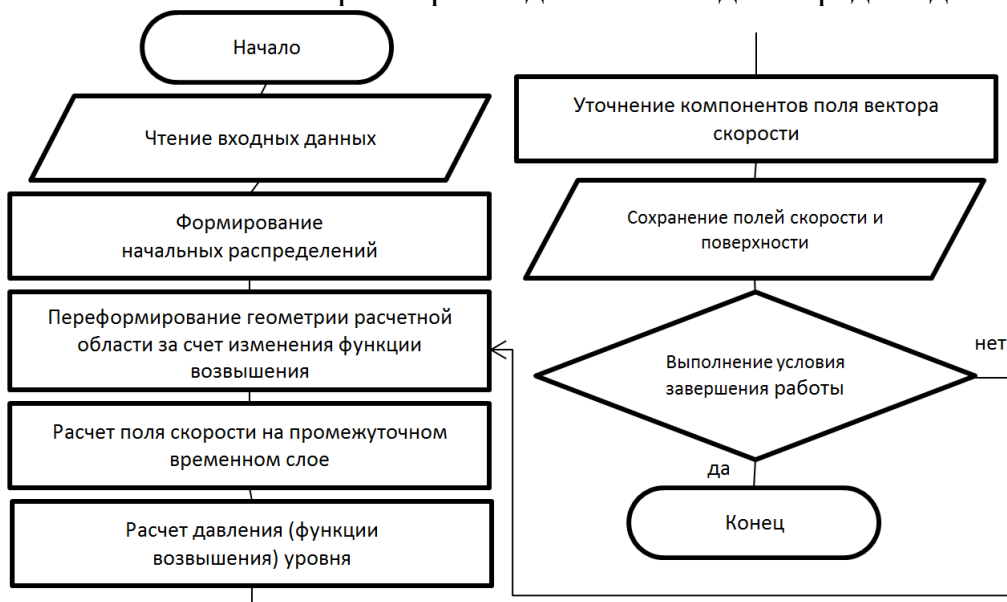 Начало
Чтение входных данных
Формирование
начальных распределений
Переформирование геометрии расчетной
области за счет изменения функции
возвышения
Расчет поля скорости на промежуточном
временном слое
Расчет давления (функции
возвышения) уровня
Уточнение компонентов поля вектора
скорости
Сохранение полей скорости и
поверхности
Выполнение условия
завершения работы
нет
да
Конец